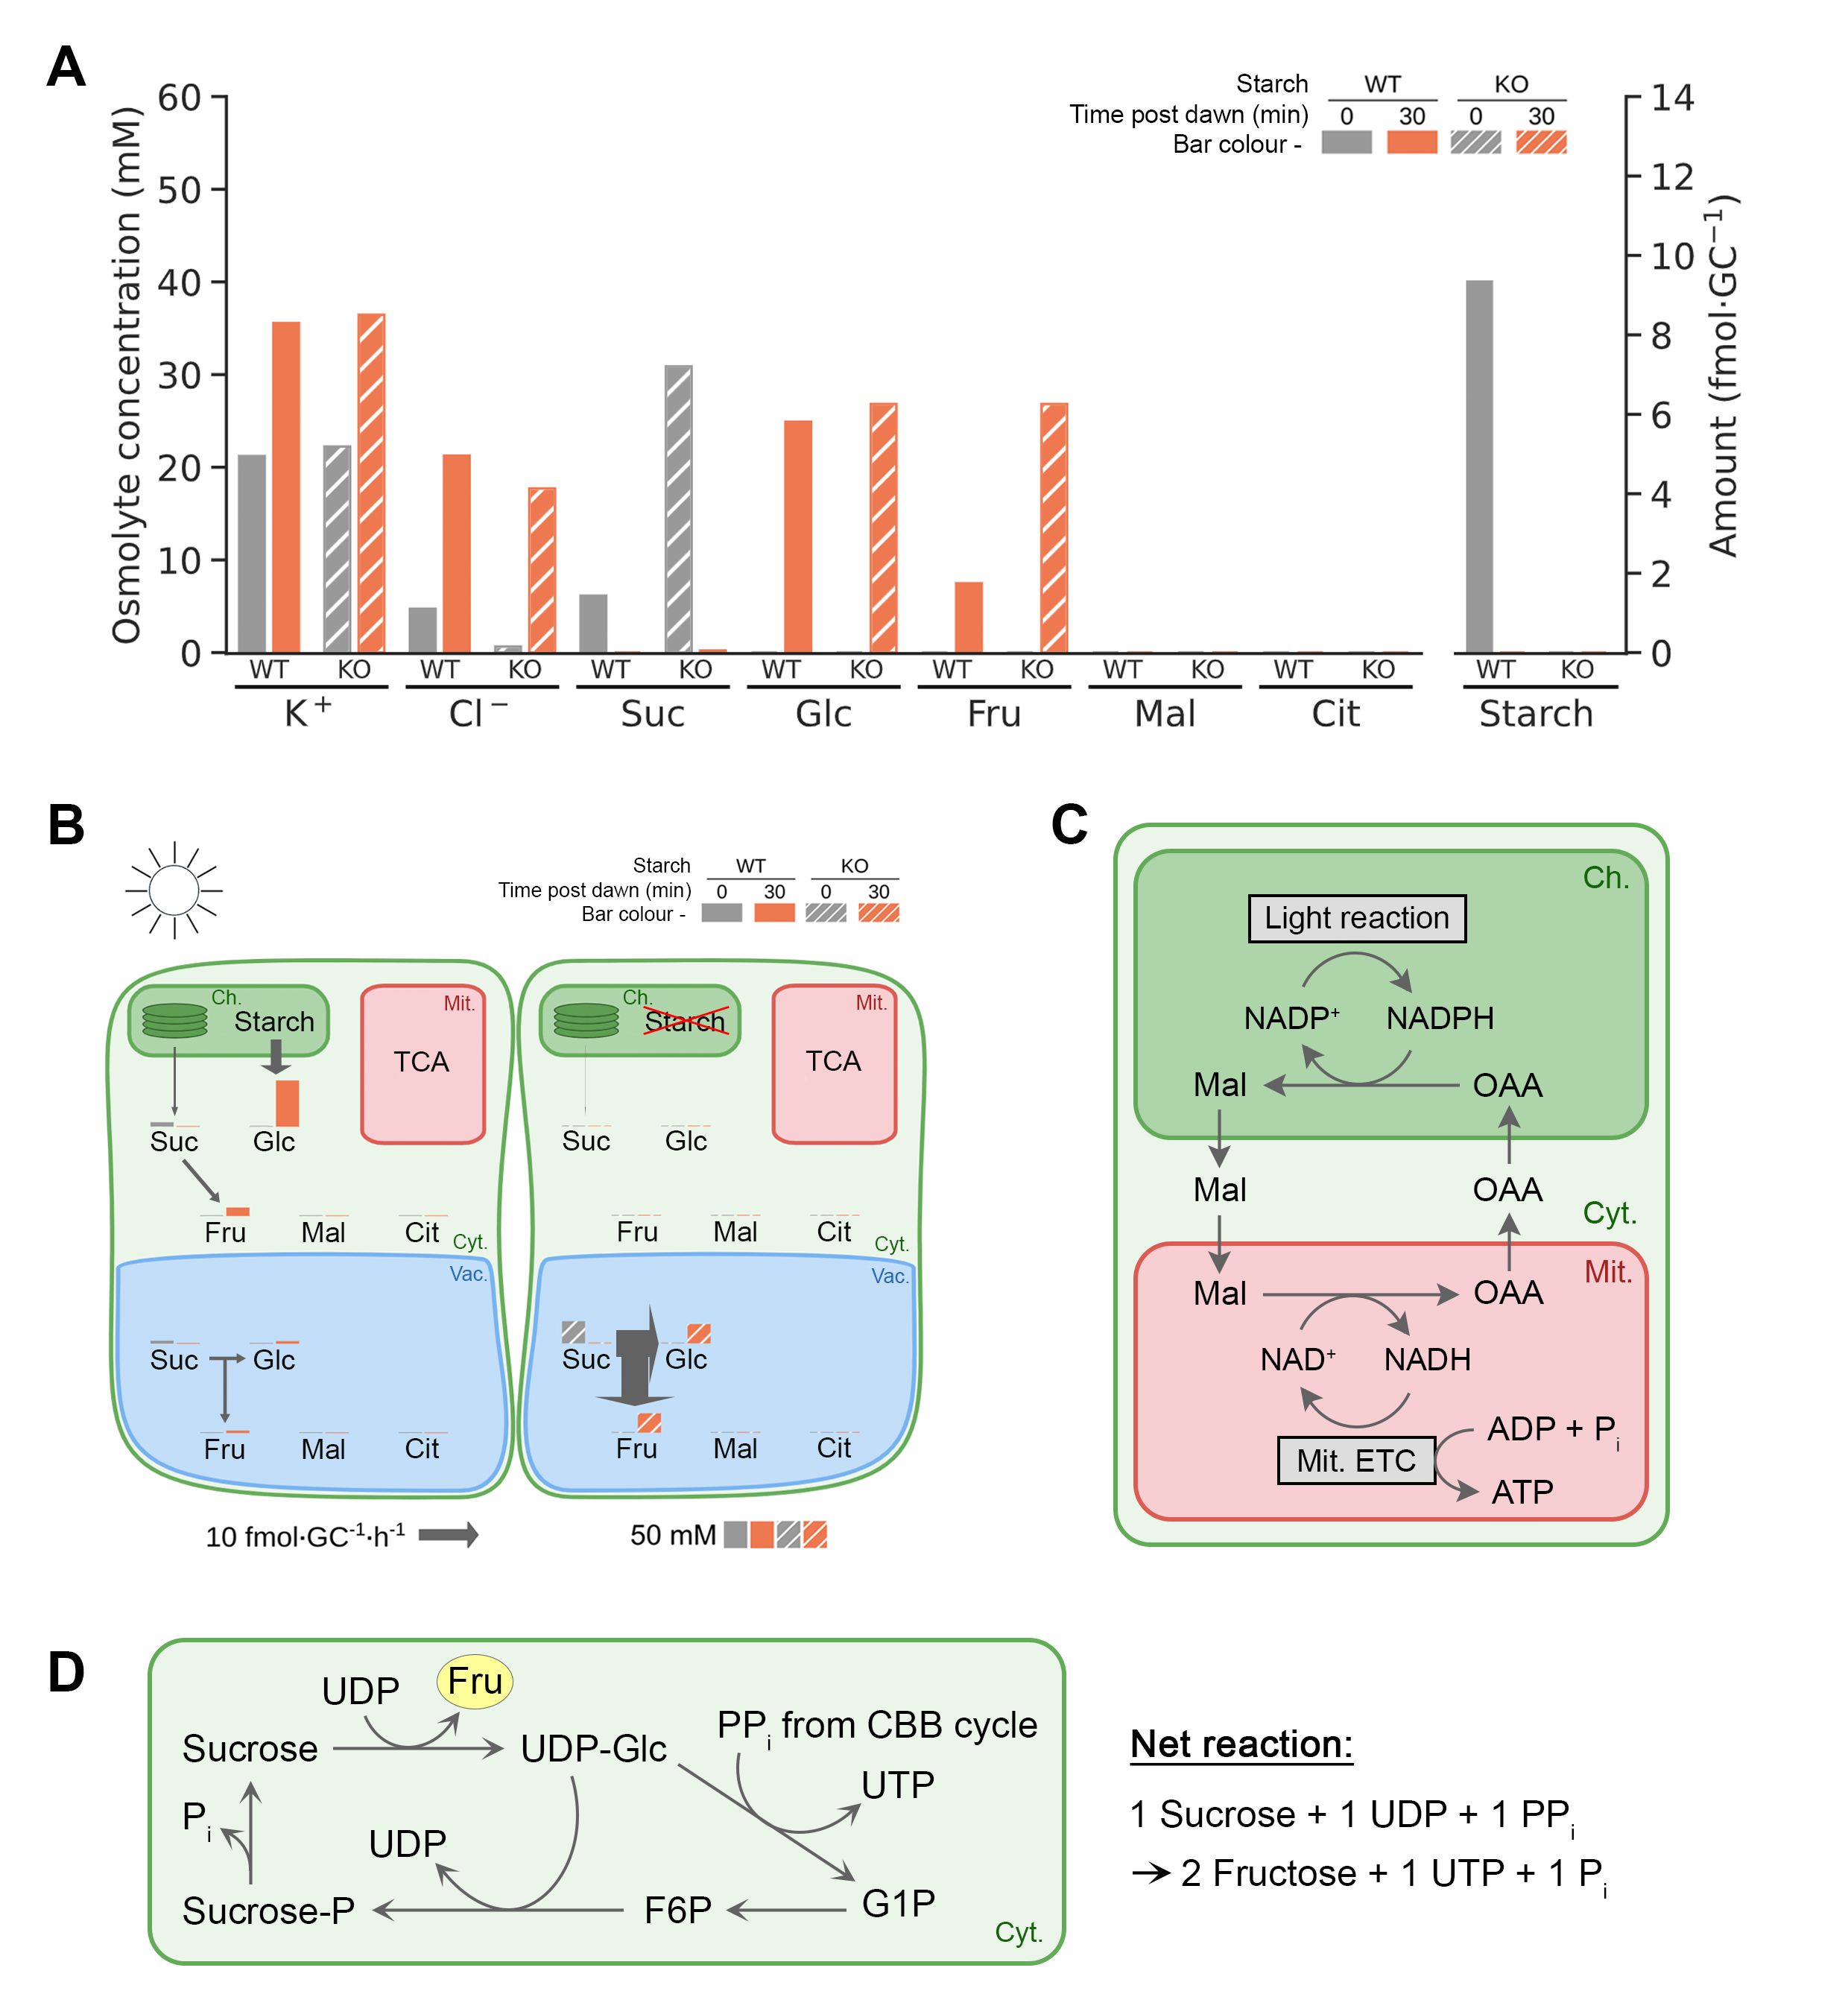 A
Starch WT KO
Time post dawn (min) 0 30 0 30
Bar colour -
Osmolyte concentration (mM)
60
50
40
30
20
10
0
14
12
10
8
6
4
2
0
Amount (fmol·GC⁻¹)
WT KO WT KO WT KO WT KO WT KO WT KO WT KO WT KO
K⁺ Cl⁻ Suc Glc Fru Mal Cit Starch
B
Starch WT KO
Time post dawn (min) 0 30 0 30
Bar colour -
Ch.
Starch
Mit.
TCA
Suc Glc
Fru Mal Cit Cyt.
Vac.
Suc Glc
Fru Mal Cit
Ch.
Starch
Mit.
TCA
Suc Glc
Fru Mal Cit Cyt.
Vac.
Suc Glc
Fru Mal Cit
10 fmol·GC⁻¹·h⁻¹
50 mM
C
Ch.
Light reaction
NADP⁺ NADPH
Mal OAA
Mal OAA
Cyt.
Mit.
Mal OAA
NAD⁺ NADH
ADP + Pᵢ
Mit. ETC
ATP
D
UDP Fru
Sucrose UDP-Glc
PPᵢ from CBB cycle
UTP
Pᵢ
UDP
Sucrose-P F6P G1P
Cyt.
Net reaction:
1 Sucrose + 1 UDP + 1 PPᵢ
→ 2 Fructose + 1 UTP + 1 Pᵢ